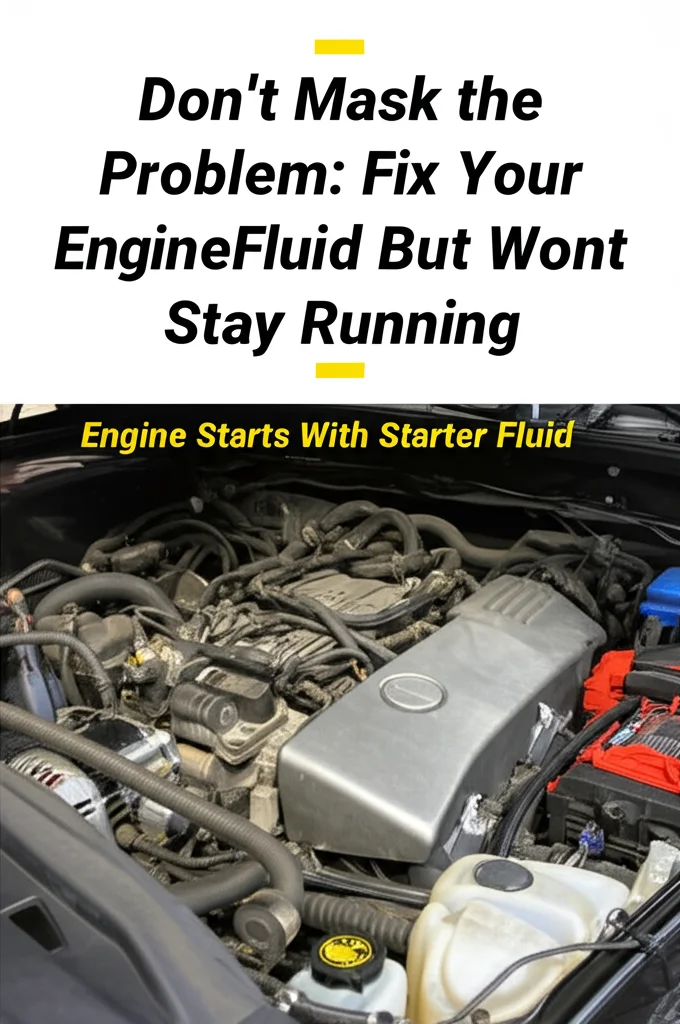 Don't Mask the
Problem: Fix Your
EngineFluid But Wont
Stay Running
Engine Starts With Starter Fluid